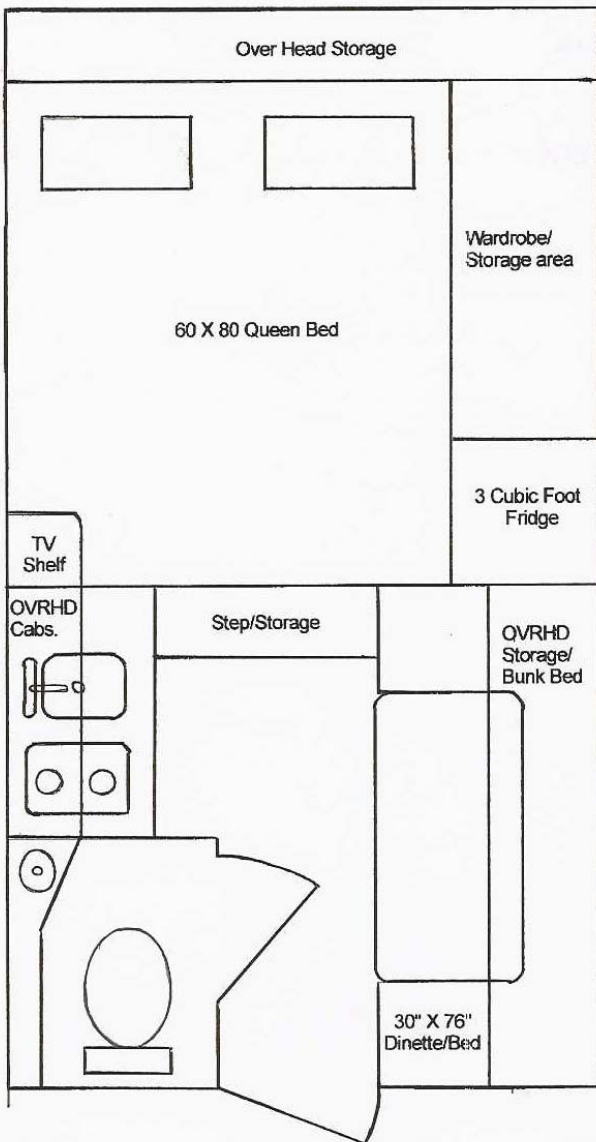 Over Head Storage
Wardrobe/
Storage area
60 X 80 Queen Bed
3 Cubic Foot
Fridge
TV
Shelf
OVRHD
Cabs.
Step/Storage
OVRHD
Storage/
Bunk Bed
30" X 76"
Dinette/Bed